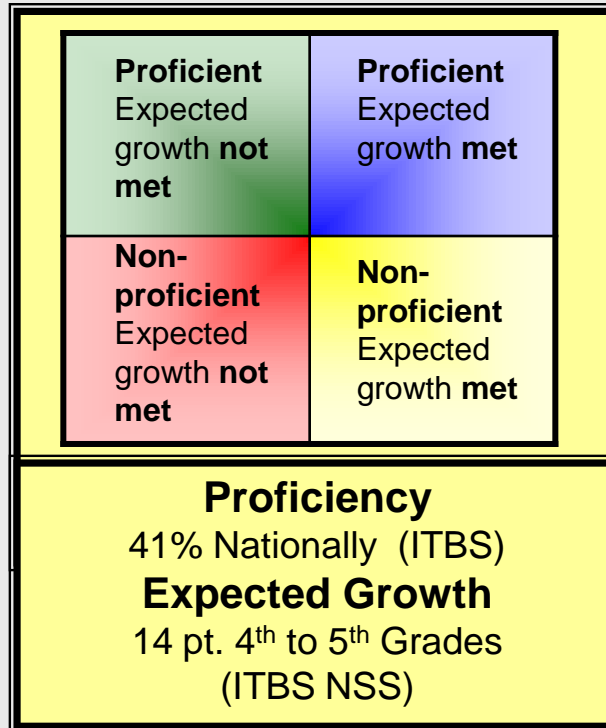 Proficient
Expected
growth not
met
Proficient
Expected
growth met
Non-
proficient
Expected
growth not
met
Non-
proficient
Expected
growth met
Proficiency
41% Nationally (ITBS)
Expected Growth
14 pt. 4th to 5th Grades
(ITBS NSS)